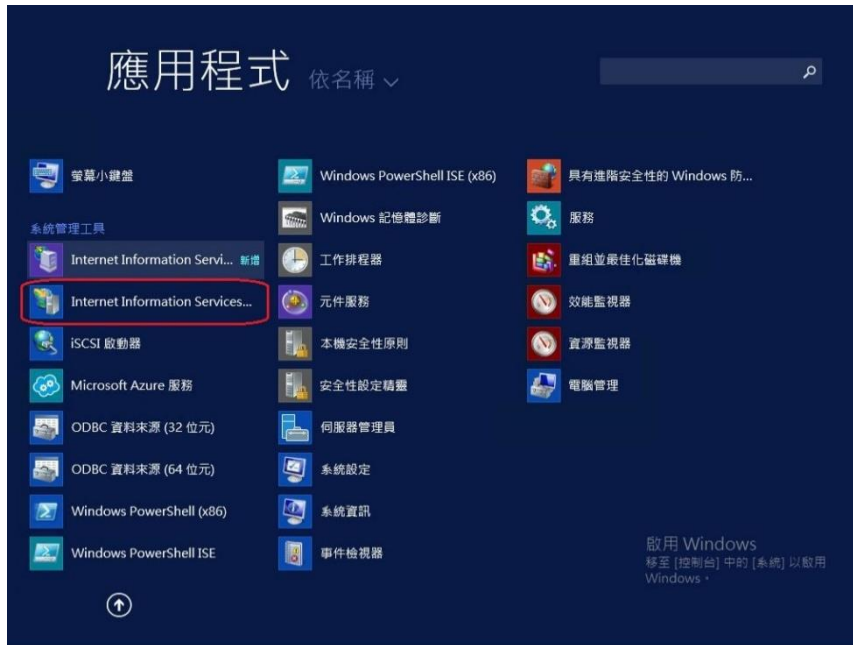 應用程式 依名稱
螢幕小鍵盤
系統管理工具
Internet Information Servi... 新增
Internet Information Services...
iSCSI 啟動器
Microsoft Azure 服務
ODBC 資料來源 (32 位元)
ODBC 資料來源 (64 位元)
Windows PowerShell (x86)
Windows PowerShell ISE
Windows PowerShell ISE (x86)
Windows 記憶體診斷
工作排程器
元件服務
本機安全性原則
安全性設定精靈
伺服器管理員
系統設定
系統資訊
事件檢視器
具有進階安全性的 Windows 防...
服務
重組並最佳化磁碟機
效能監視器
資源監視器
電腦管理
啟用 Windows
移至 [控制台] 中的 [系統] 以啟用
Windows。